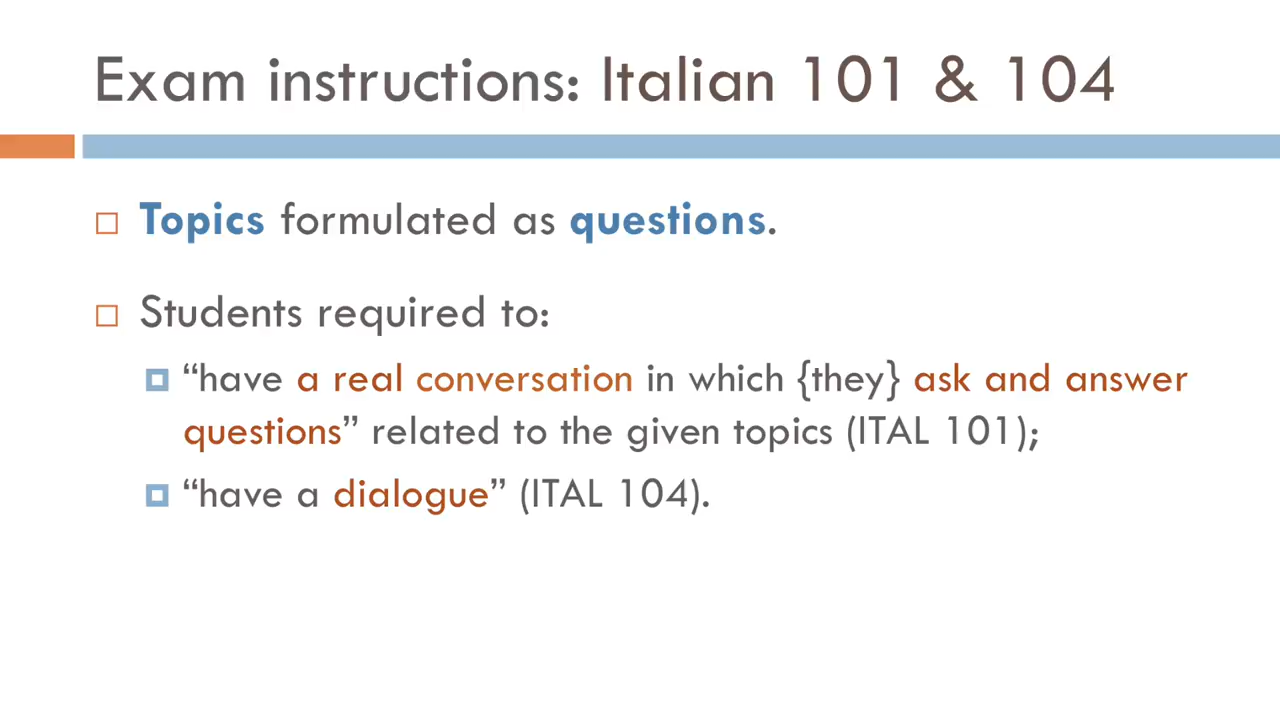 Exam instructions: Italian 101 & 104
Topics formulated as questions.
Students required to:
“have a real conversation in which {they} ask and answer
questions” related to the given topics (ITAL 101);
“have a dialogue” (ITAL 104).